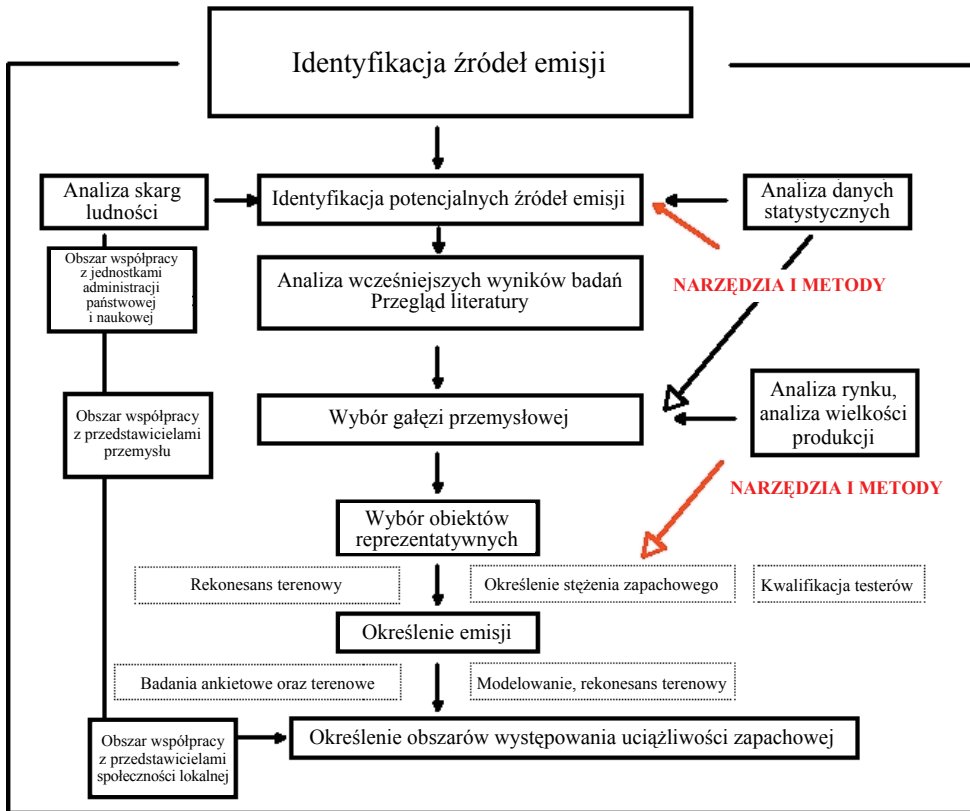 Identyfikacja źródeł emisji
Analiza skarg
ludności
Identyfikacja potencjalnych źródeł emisji
Analiza danych
statystycznych
Obszar współpracy
z jednostkami
administracji
państwowej
i naukowej
Analiza wcześniejszych wyników badań
Przegląd literatury
NARZĘDZIA I METODY
Obszar współpracy
z przedstawicielami
przemysłu
Wybór gałęzi przemysłowej
Analiza rynku,
analiza wielkości
produkcji
NARZĘDZIA I METODY
Wybór obiektów
reprezentatywnych
Rekonesans terenowy
Określenie stężenia zapachowego
Kwalifikacja testerów
Określenie emisji
Badania ankietowe oraz terenowe
Modelowanie, rekonesans terenowy
Obszar współpracy
z przedstawicielami
społeczności lokalnej
Określenie obszarów występowania uciążliwości zapachowej